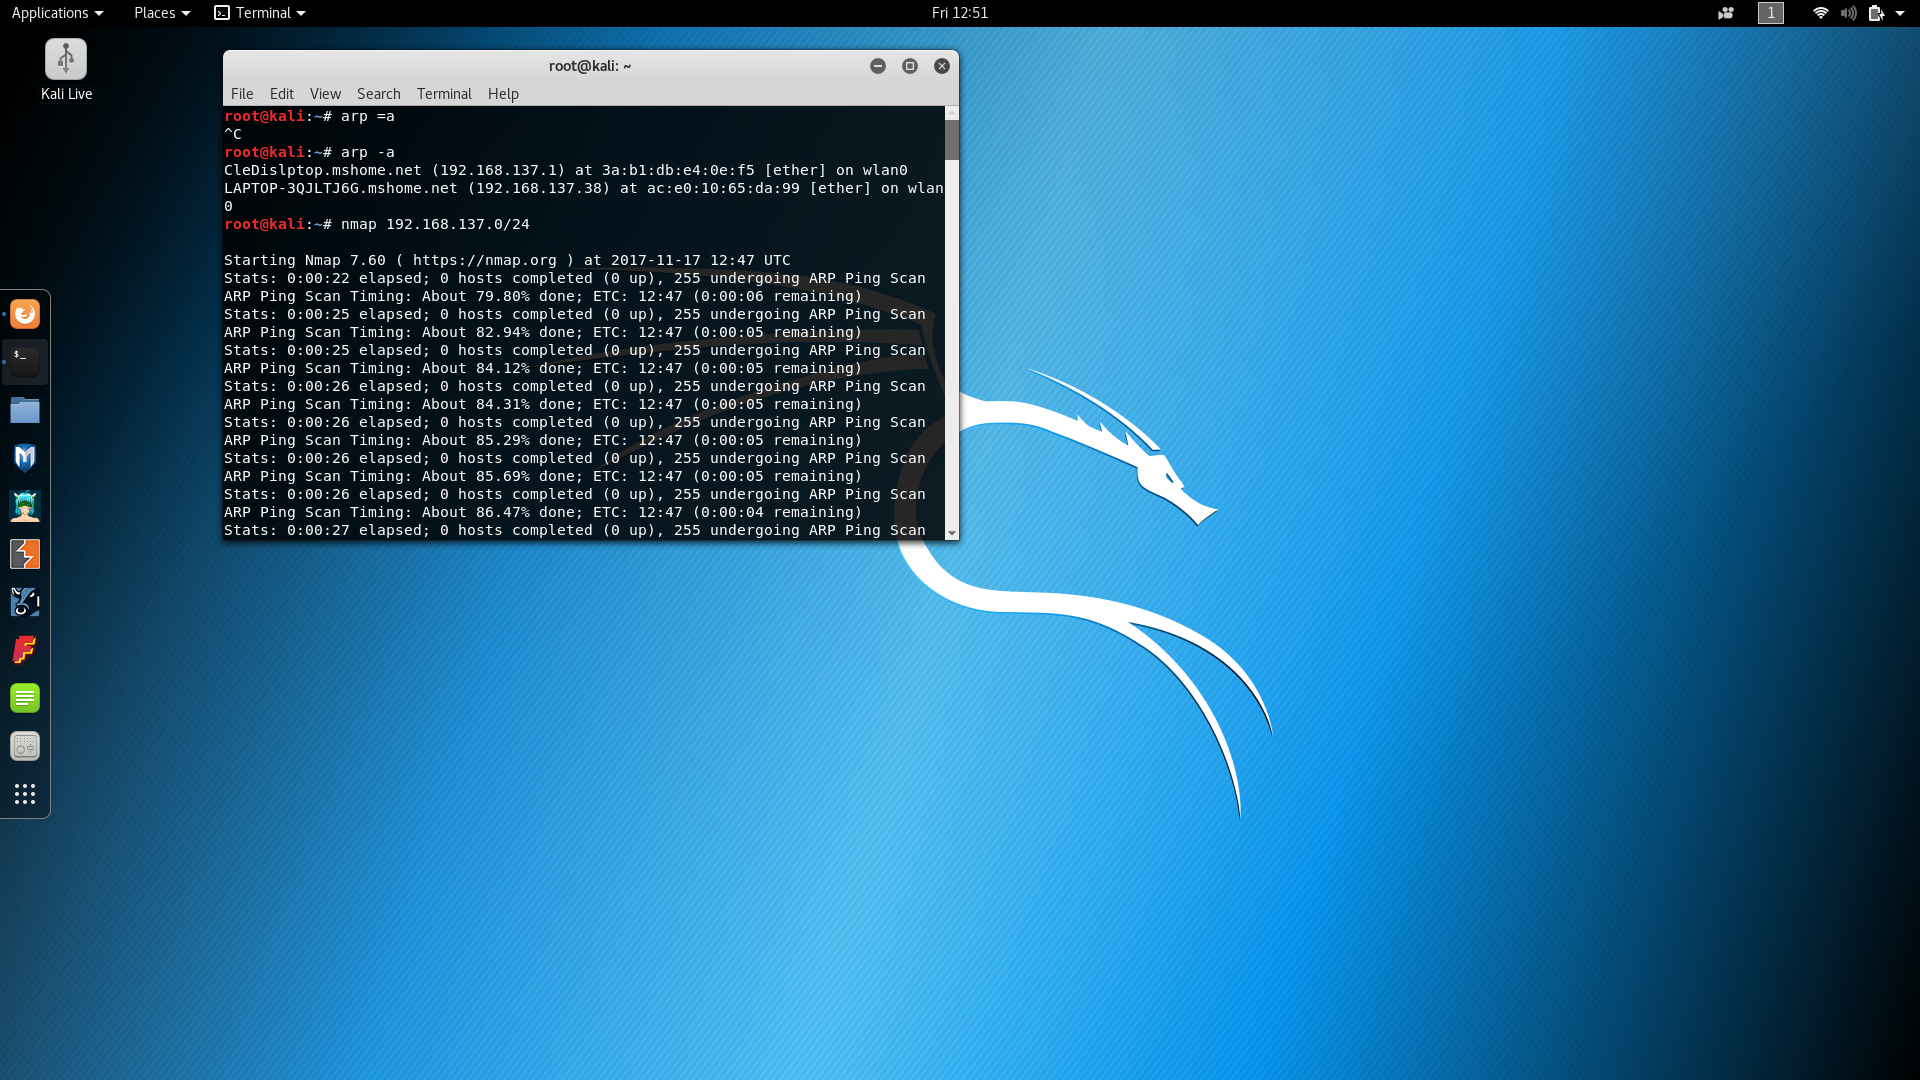 Applications Places Terminal Fri 12:51 1
Kali Live
root@kali: ~
File Edit View Search Terminal Help
root@kali:~# arp =a
^C
root@kali:~# arp -a
CleDislptop.mshome.net (192.168.137.1) at 3a:b1:db:e4:0e:f5 [ether] on wlan0
LAPTOP-3QJLTJ6G.mshome.net (192.168.137.38) at ac:e0:10:65:da:99 [ether] on wlan
0
root@kali:~# nmap 192.168.137.0/24
Starting Nmap 7.60 ( https://nmap.org ) at 2017-11-17 12:47 UTC
Stats: 0:00:22 elapsed; 0 hosts completed (0 up), 255 undergoing ARP Ping Scan
ARP Ping Scan Timing: About 79.80% done; ETC: 12:47 (0:00:06 remaining)
Stats: 0:00:25 elapsed; 0 hosts completed (0 up), 255 undergoing ARP Ping Scan
ARP Ping Scan Timing: About 82.94% done; ETC: 12:47 (0:00:05 remaining)
Stats: 0:00:25 elapsed; 0 hosts completed (0 up), 255 undergoing ARP Ping Scan
ARP Ping Scan Timing: About 84.12% done; ETC: 12:47 (0:00:05 remaining)
Stats: 0:00:26 elapsed; 0 hosts completed (0 up), 255 undergoing ARP Ping Scan
ARP Ping Scan Timing: About 84.31% done; ETC: 12:47 (0:00:05 remaining)
Stats: 0:00:26 elapsed; 0 hosts completed (0 up), 255 undergoing ARP Ping Scan
ARP Ping Scan Timing: About 85.29% done; ETC: 12:47 (0:00:05 remaining)
Stats: 0:00:26 elapsed; 0 hosts completed (0 up), 255 undergoing ARP Ping Scan
ARP Ping Scan Timing: About 85.69% done; ETC: 12:47 (0:00:05 remaining)
Stats: 0:00:26 elapsed; 0 hosts completed (0 up), 255 undergoing ARP Ping Scan
ARP Ping Scan Timing: About 86.47% done; ETC: 12:47 (0:00:04 remaining)
Stats: 0:00:27 elapsed; 0 hosts completed (0 up), 255 undergoing ARP Ping Scan